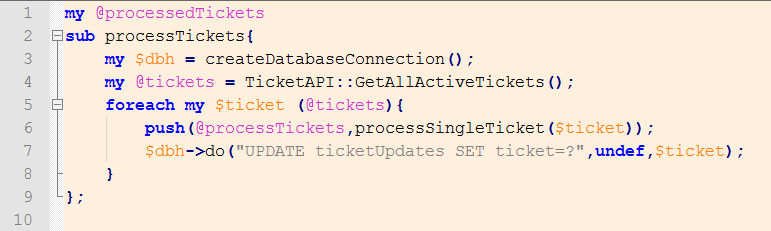 1 my @processedTickets
2 sub processTickets{
3     my $dbh = createDatabaseConnection();
4     my @tickets = TicketAPI::GetAllActiveTickets();
5     foreach my $ticket (@tickets){
6         push(@processTickets,processSingleTicket($ticket));
7         $dbh->do("UPDATE ticketUpdates SET ticket=?",undef,$ticket);
8     }
9 };
10